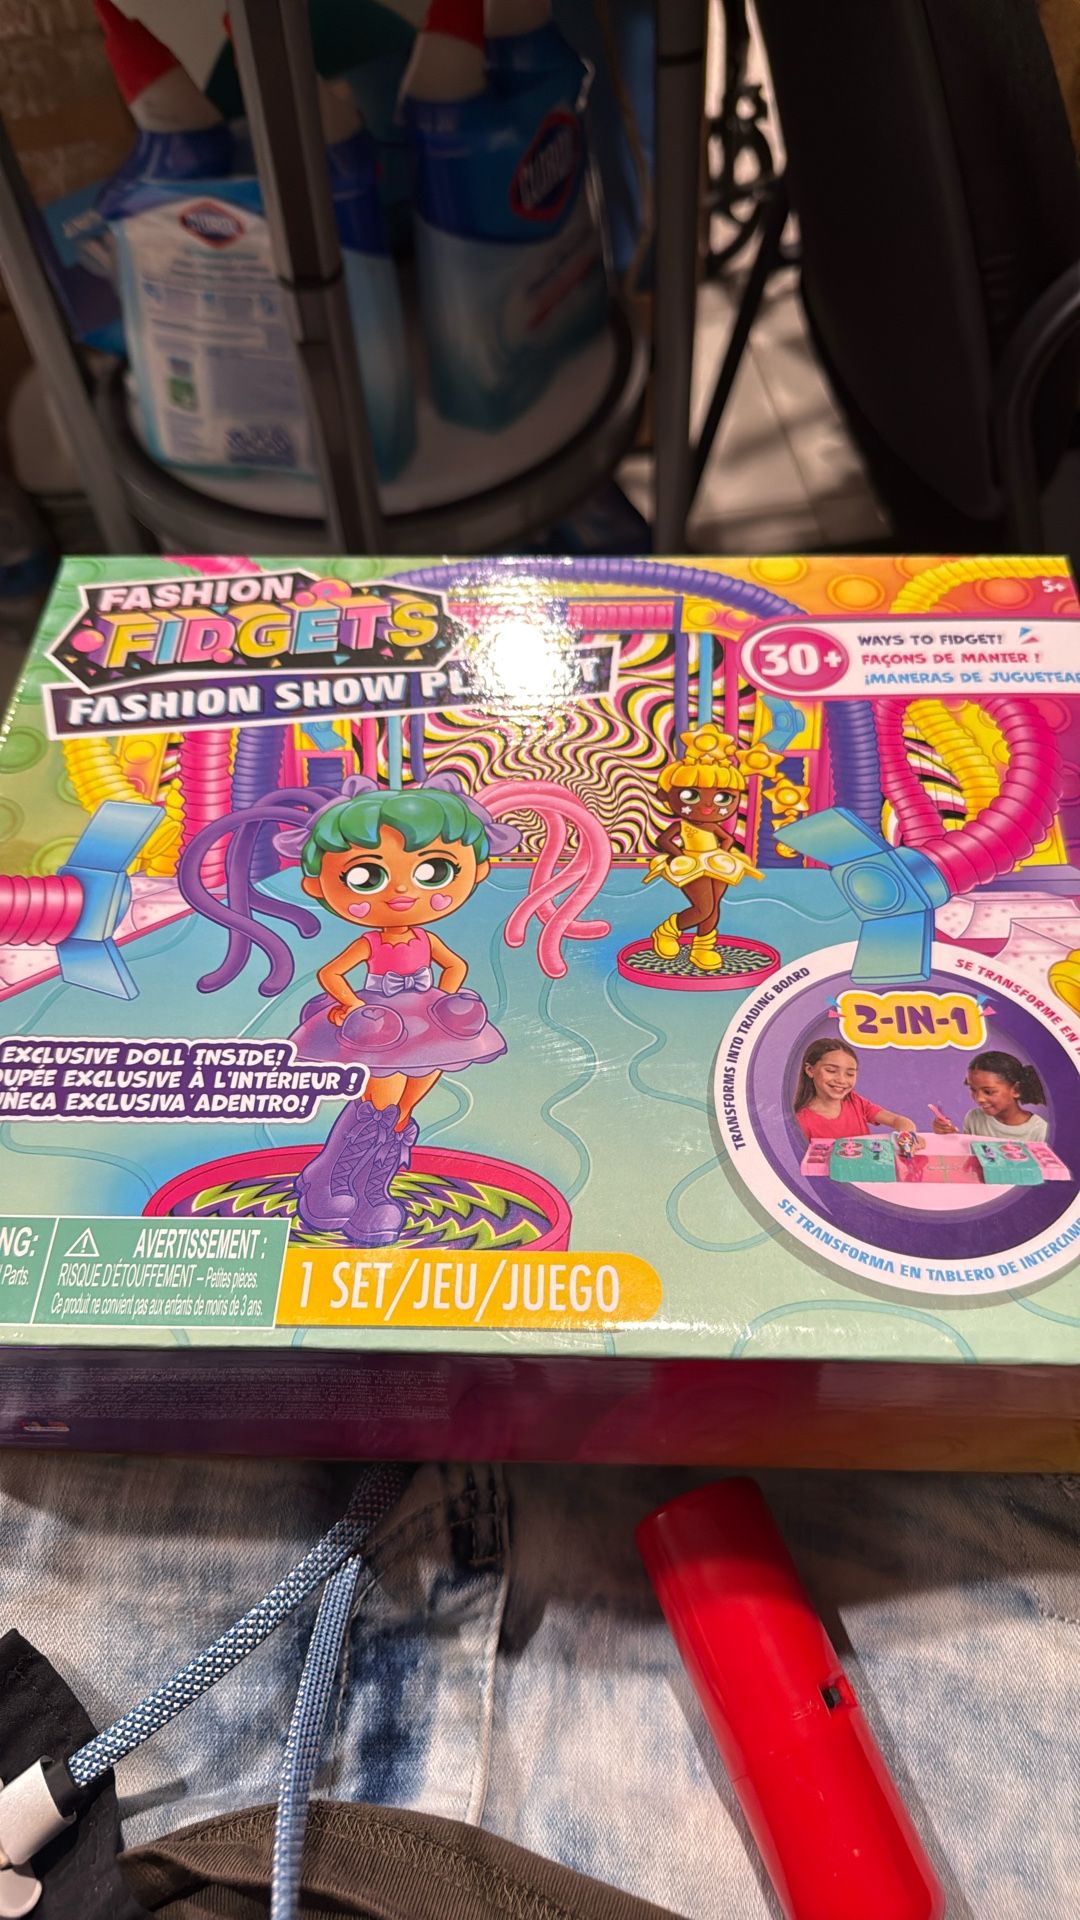 CLOROX
CLOROX
FASHION
FIDGETS
FASHION SHOW
5+
30+
WAYS TO FIDGET!
FAÇONS DE MANIER !
¡MANERAS DE JUGUETEAR
EXCLUSIVE DOLL INSIDE!
OUPÉE EXCLUSIVE À L'INTÉRIEUR !
ÑECA EXCLUSIVA ADENTRO!
2-IN-1
TRANSFORMS INTO TRADING BOARD
SE TRANSFORME EN
SE TRANSFORMA EN TABLERO DE INTERCAM
NG:
Parts.
AVERTISSEMENT :
RISQUE D'ÉTOUFFEMENT – Petites pièces.
Ce produit ne convient pas aux enfants de moins de 3 ans.
1 SET/JEU/JUEGO